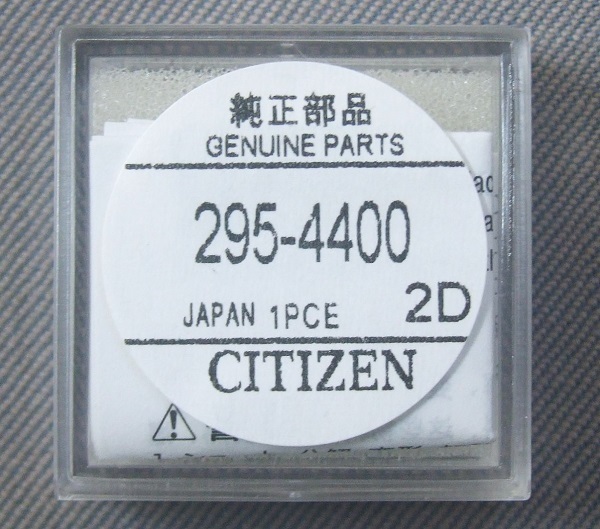 純正部品
GENUINE PARTS
295-4400
JAPAN 1PCE 2D
CITIZEN